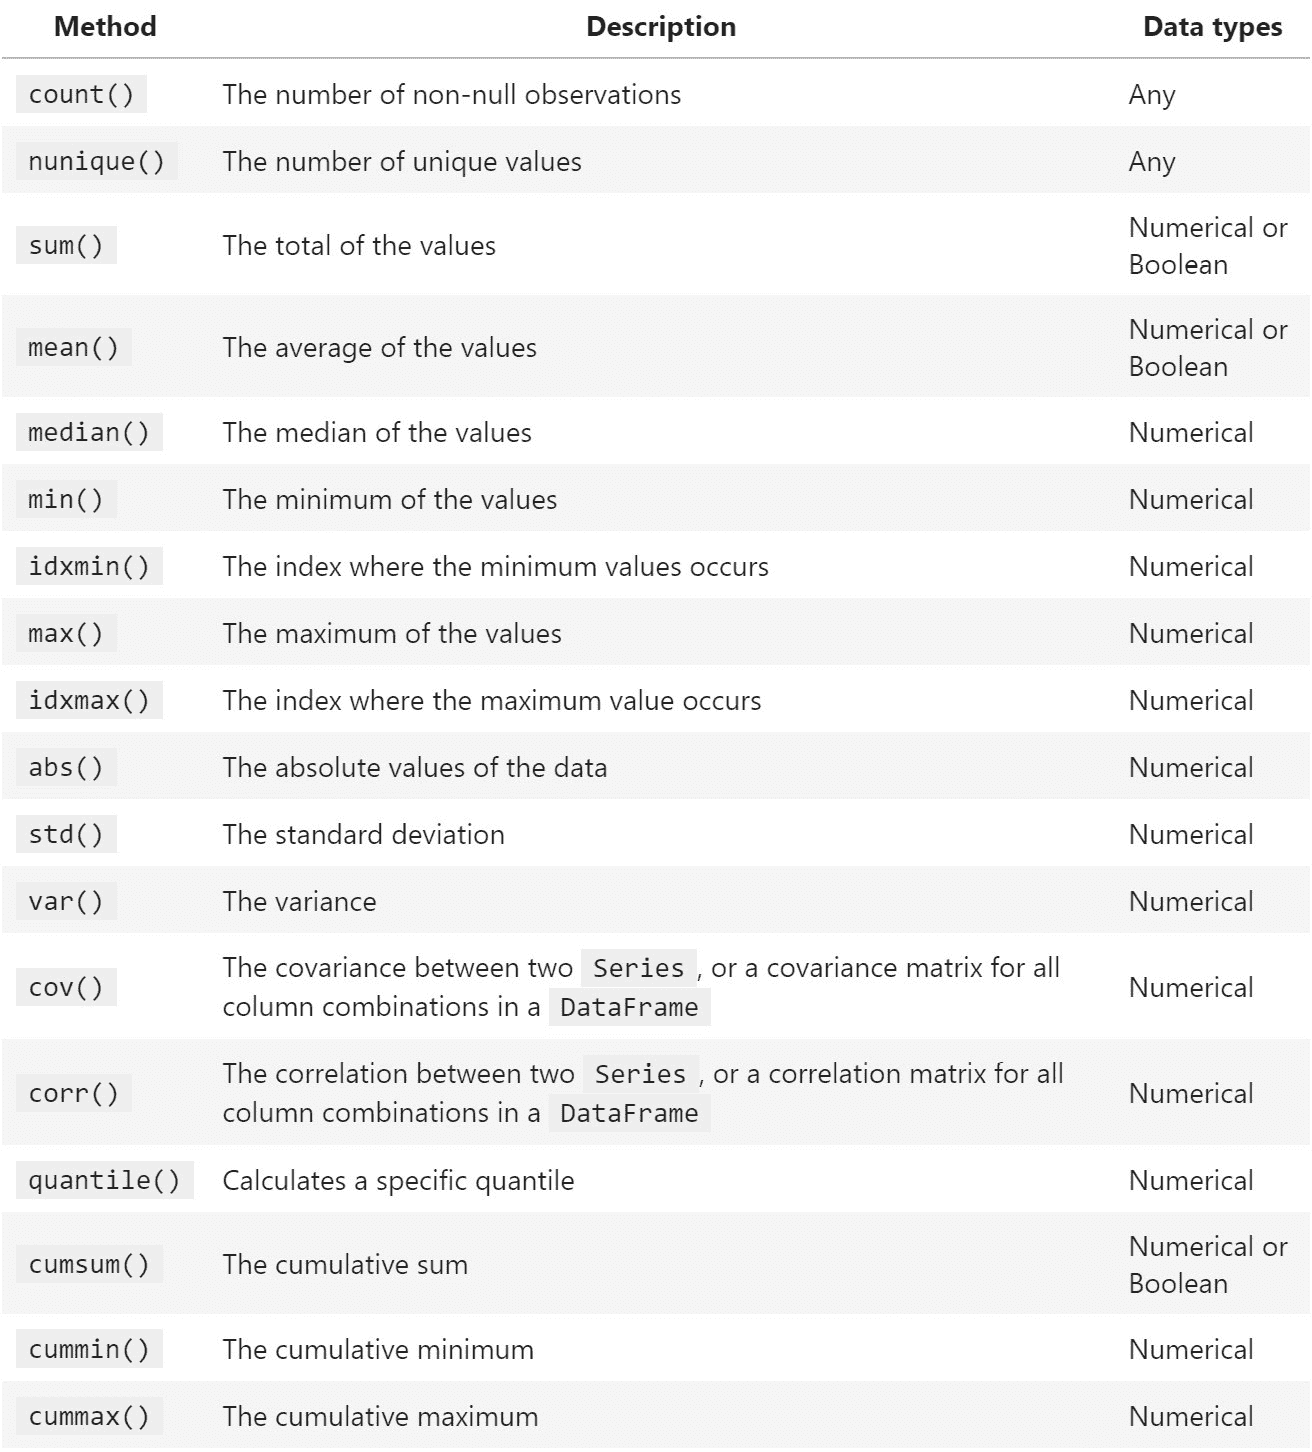 Method Description Data types
count() The number of non-null observations Any
nunique() The number of unique values Any
sum() The total of the values Numerical or
Boolean
mean() The average of the values Numerical or
Boolean
median() The median of the values Numerical
min() The minimum of the values Numerical
idxmin() The index where the minimum values occurs Numerical
max() The maximum of the values Numerical
idxmax() The index where the maximum value occurs Numerical
abs() The absolute values of the data Numerical
std() The standard deviation Numerical
var() The variance Numerical
cov() The covariance between two Series , or a covariance matrix for all
column combinations in a DataFrame Numerical
corr() The correlation between two Series , or a correlation matrix for all
column combinations in a DataFrame Numerical
quantile() Calculates a specific quantile Numerical
cumsum() The cumulative sum Numerical or
Boolean
cummin() The cumulative minimum Numerical
cummax() The cumulative maximum Numerical